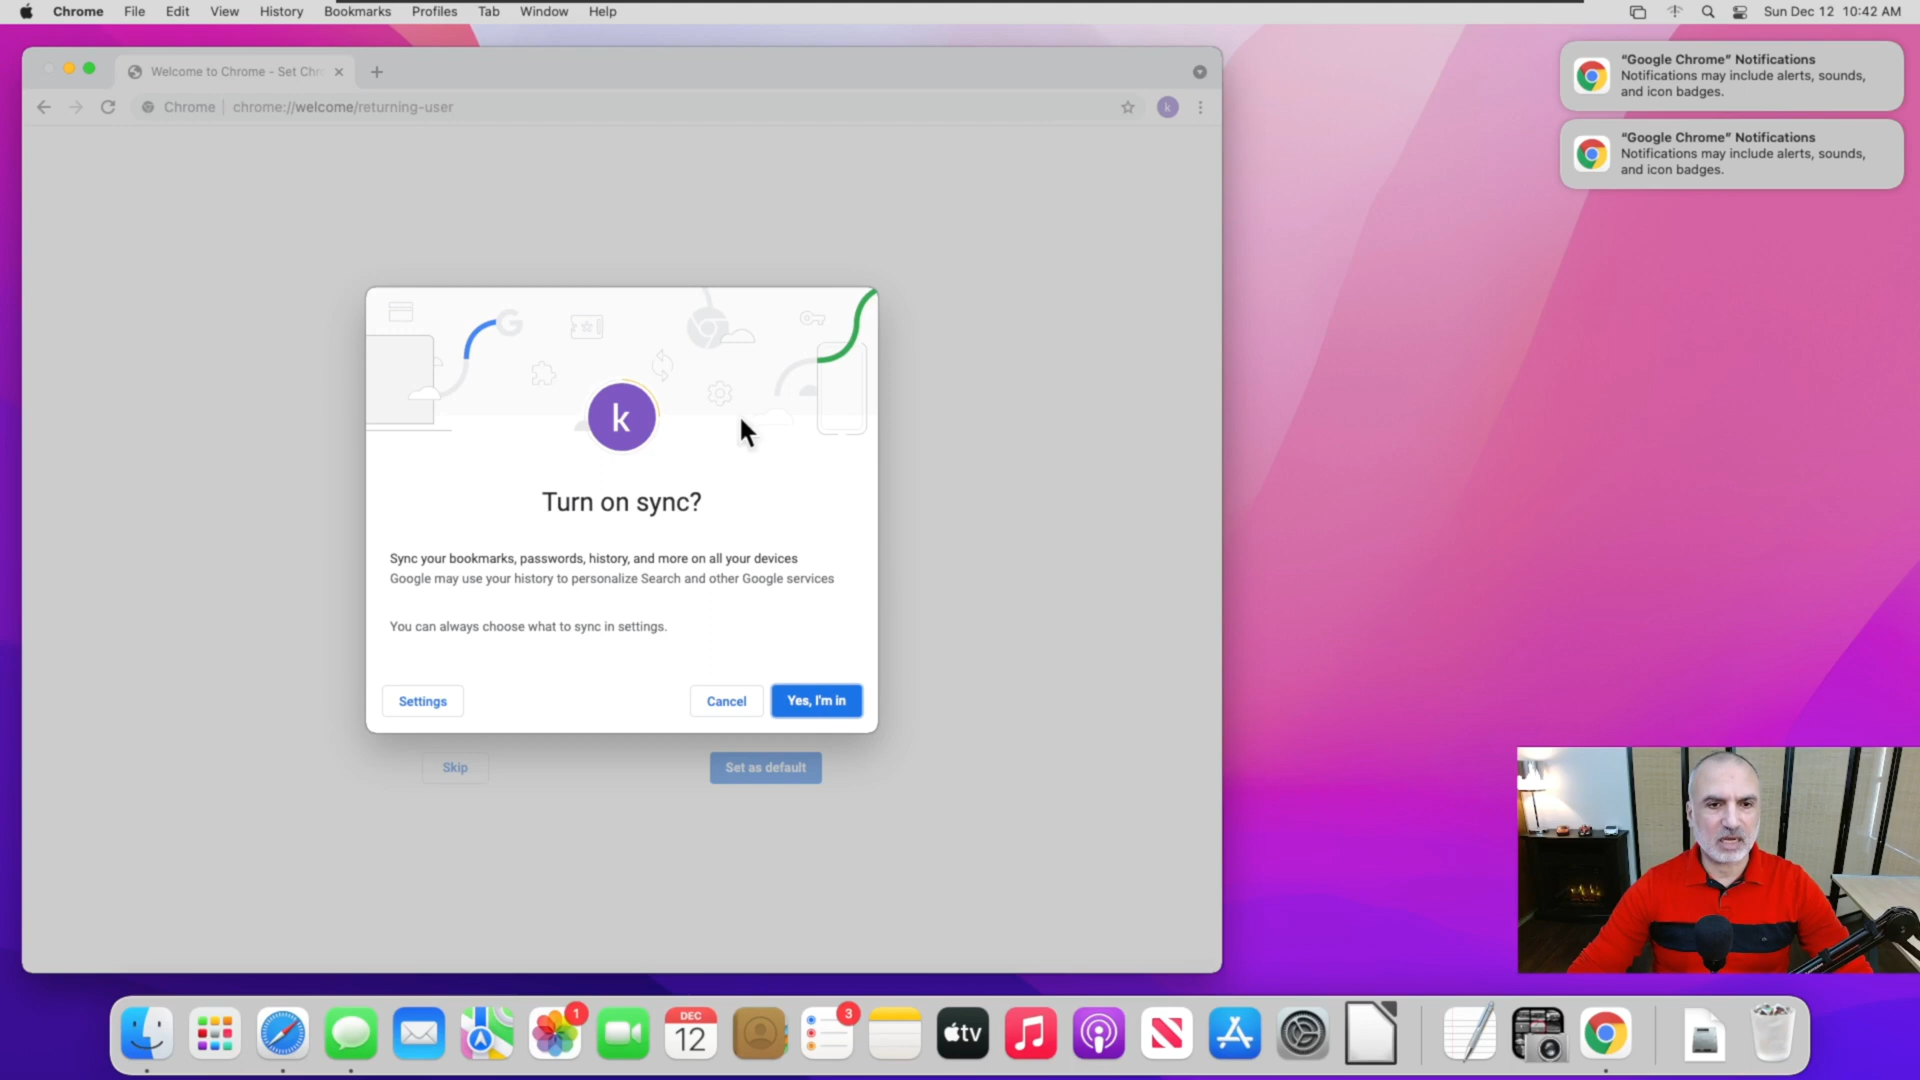 Chrome File Edit View History Bookmarks Profiles Tab Window Help
Sun Dec 12 10:42 AM
Welcome to Chrome - Set Chr
Chrome | chrome://welcome/returning-user
k
"Google Chrome" Notifications
Notifications may include alerts, sounds,
and icon badges.
"Google Chrome" Notifications
Notifications may include alerts, sounds,
and icon badges.
G
k
Turn on sync?
Sync your bookmarks, passwords, history, and more on all your devices
Google may use your history to personalize Search and other Google services
You can always choose what to sync in settings.
Settings
Cancel
Yes, I'm in
Skip
Set as default
1
DEC
12
3
tv